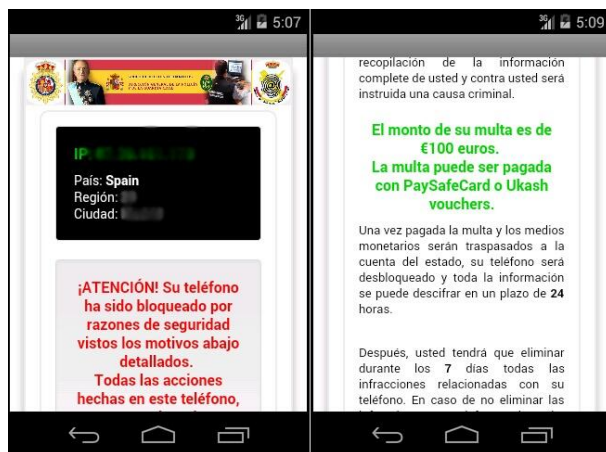 3G 5:07
IP:
País: Spain
Región:
Ciudad:
¡ATENCIÓN! Su teléfono
ha sido bloqueado por
razones de seguridad
vistos los motivos abajo
detallados.
Todas las acciones
hechas en este teléfono,
3G 5:09
recopilación de la información
complete de usted y contra usted será
instruida una causa criminal.
El monto de su multa es de
€100 euros.
La multa puede ser pagada
con PaySafeCard o Ukash
vouchers.
Una vez pagada la multa y los medios
monetarios serán traspasados a la
cuenta del estado, su teléfono será
desbloqueado y toda la información
se puede descifrar en un plazo de 24
horas.
Después, usted tendrá que eliminar
durante los 7 días todas las
infracciones relacionadas con su
teléfono. En caso de no eliminar las